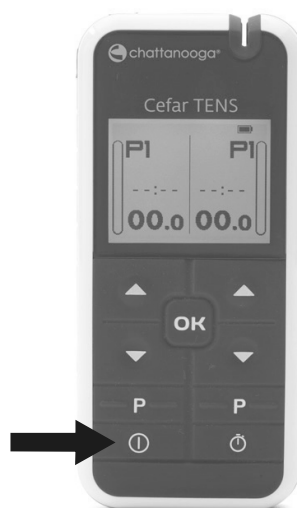 chattanooga®
Cefar TENS
P1 P1
--:-- --:--
00.0 00.0
OK
P P